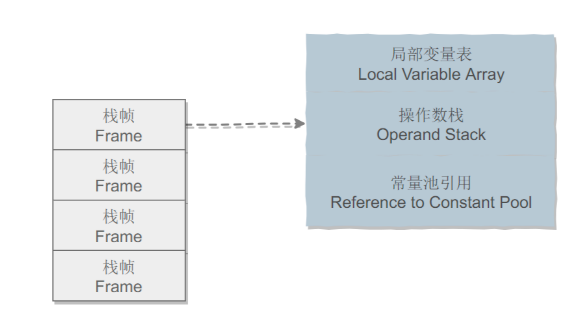 局部变量表
Local Variable Array
操作数栈
Operand Stack
常量池引用
Reference to Constant Pool
栈帧
Frame
栈帧
Frame
栈帧
Frame
栈帧
Frame